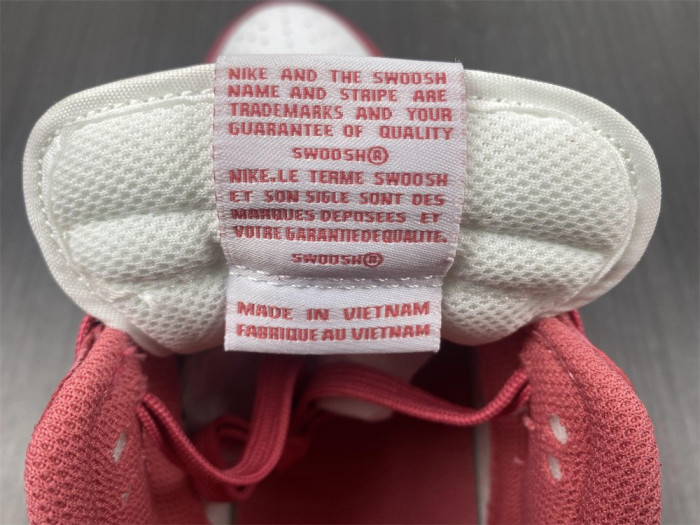 NIKE AND THE SWOOSH
NAME AND STRIPE ARE
TRADEMARKS AND YOUR
GUARANTEE OF QUALITY
SWOOSH®
NIKE.LE TERME SWOOSH
ET SON SIGLE SONT DES
MARQUES DEPOSEES ET
VOTRE GARANTIEDEQUALITE.
SWOOSH®
MADE IN VIETNAM
FABRIQUE AU VIETNAM